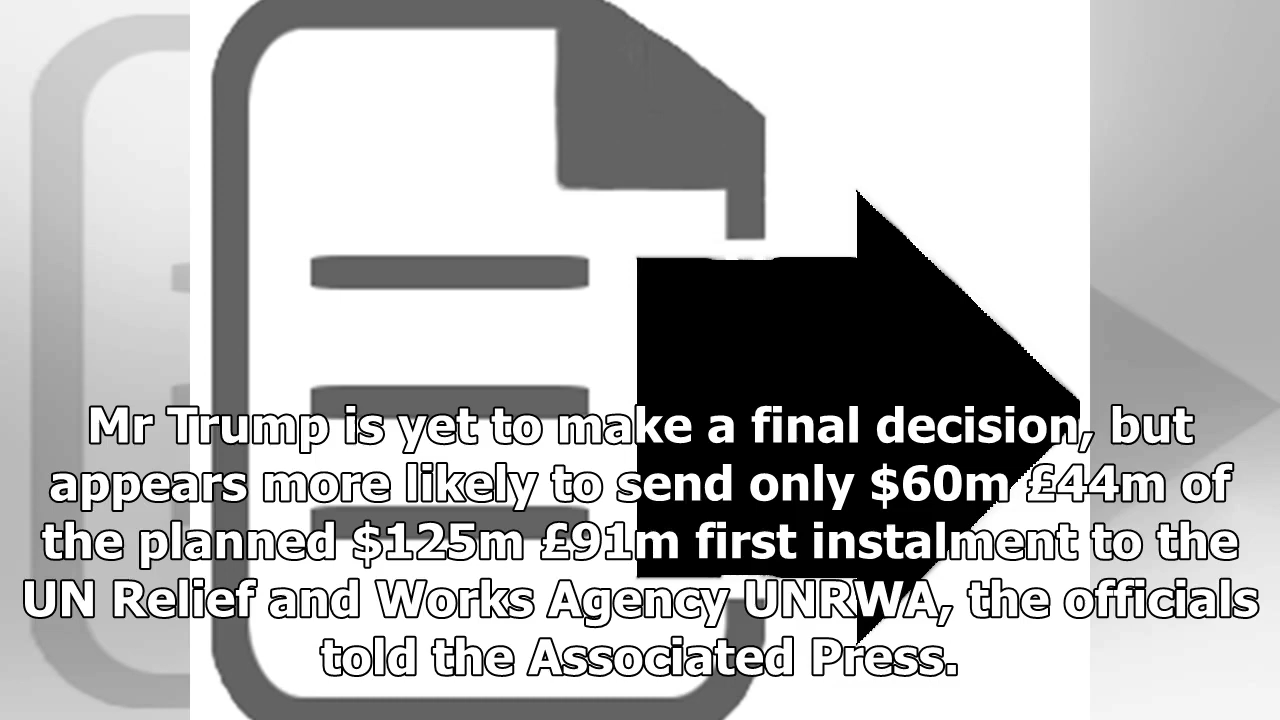 Mr Trump is yet to make a final decision, but
appears more likely to send only $60m £44m of
the planned $125m £91m first instalment to the
UN Relief and Works Agency UNRWA, the officials
told the Associated Press.